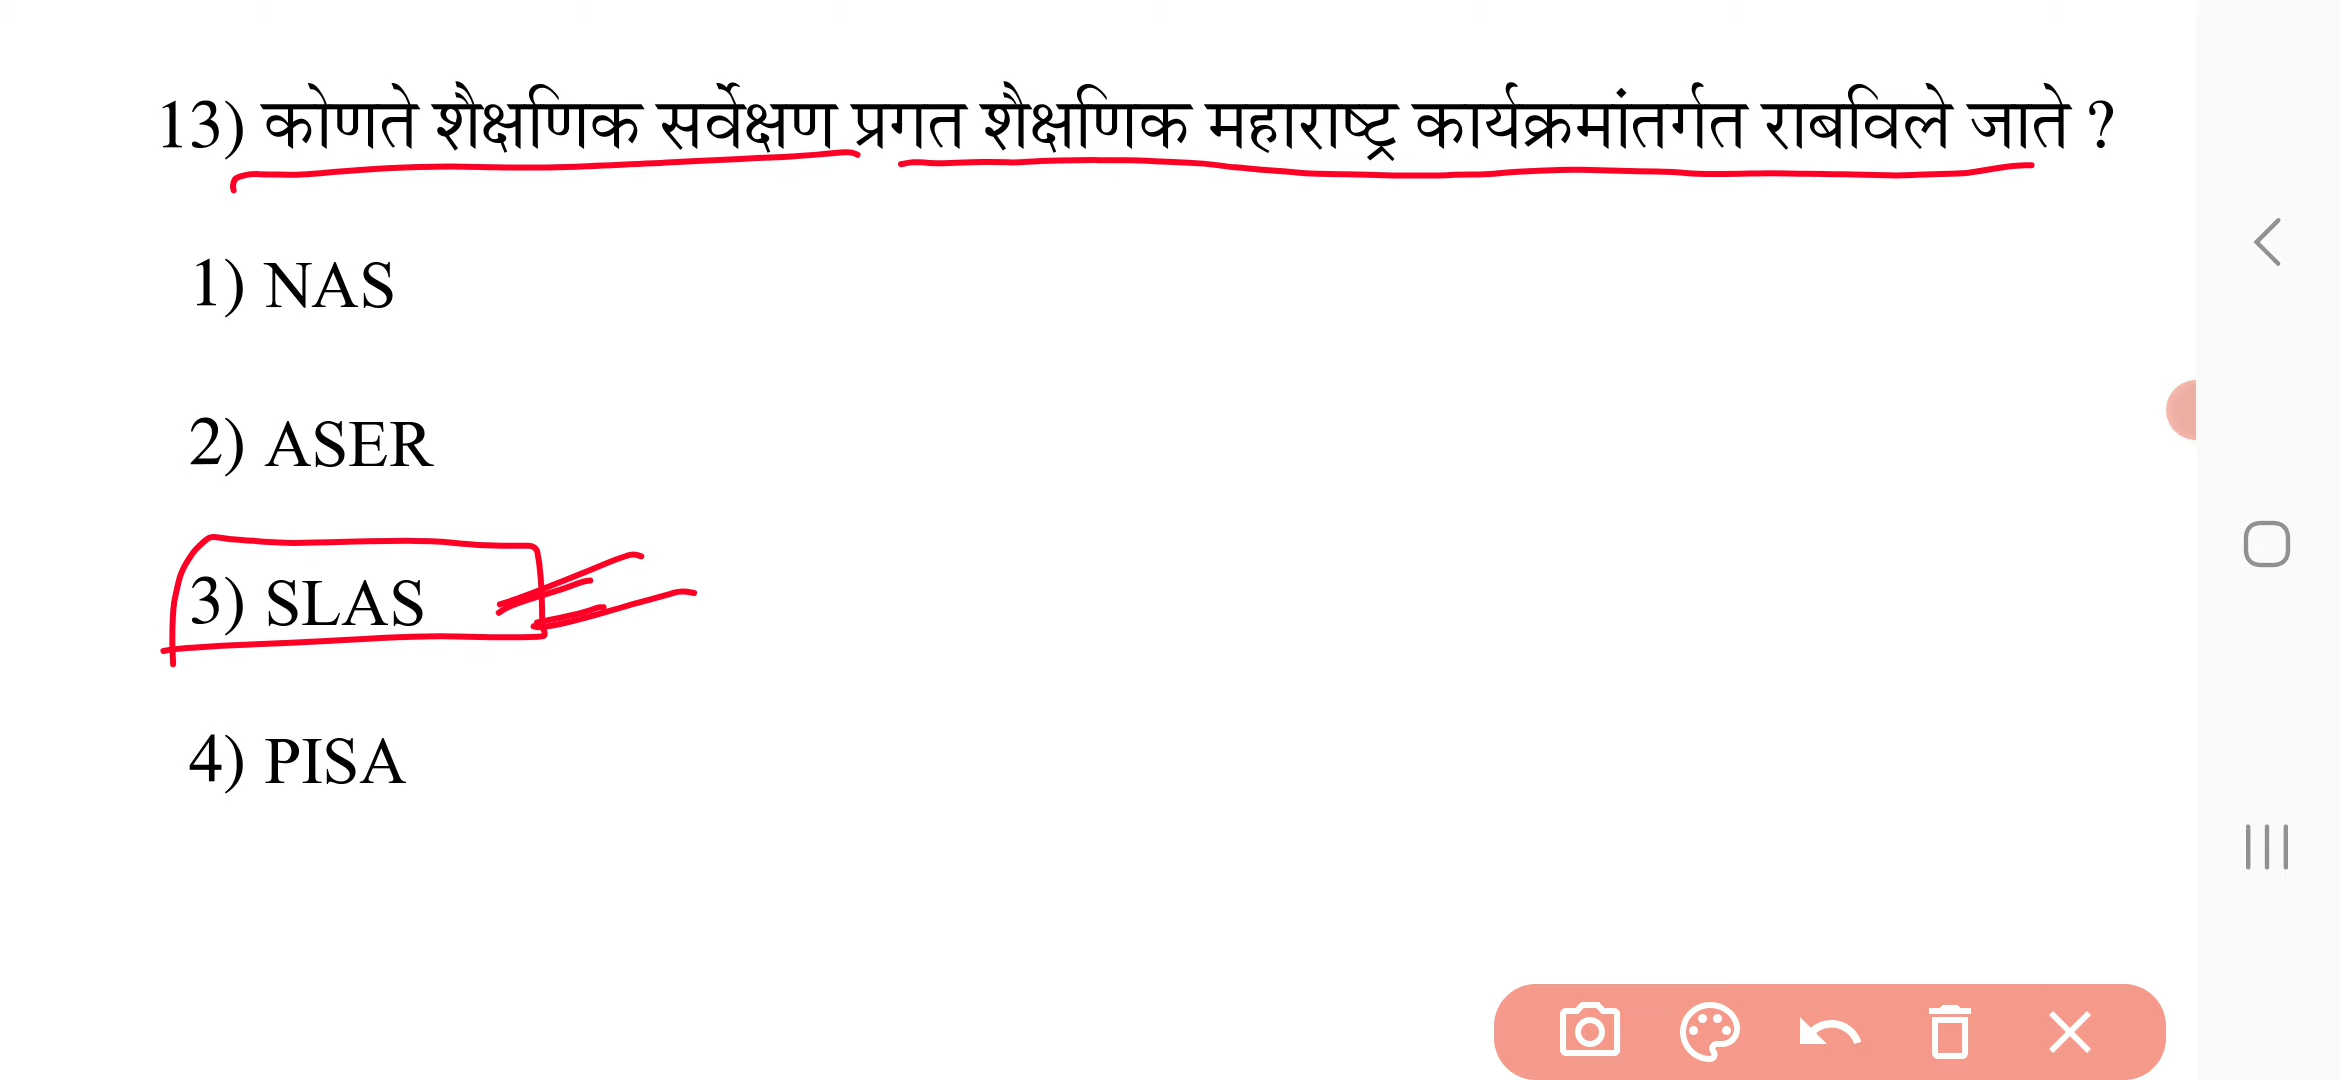 13) कोणते शैक्षणिक सर्वेक्षण प्रगत शैक्षणिक महाराष्ट्र कार्यक्रमांतर्गत राबविले जाते ?
1) NAS
2) ASER
3) SLAS
4) PISA